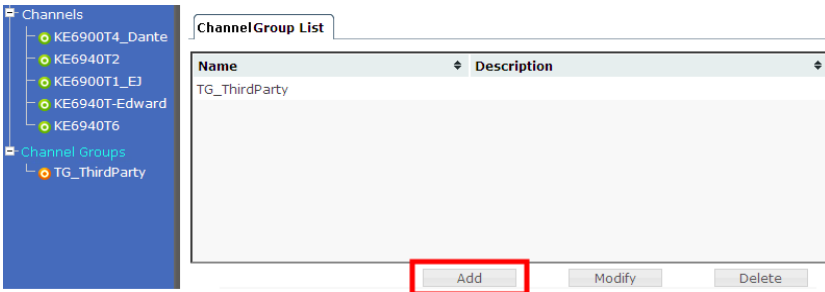 Channels
KE6900T4_Dante
KE6940T2
KE6900T1_EJ
KE6940T-Edward
KE6940T6
Channel Groups
TG_ThirdParty
ChannelGroup List
Name Description
TG_ThirdParty
Add Modify Delete